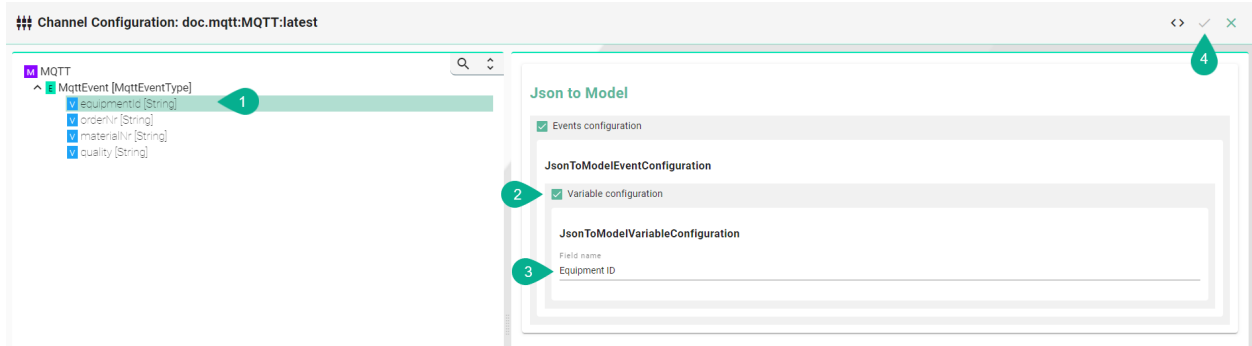 Channel Configuration: doc.mqtt:MQTT:latest
4
M MQTT
E MqttEvent [MqttEventType]
V equipmentId [String]
1
V orderNr [String]
V materialNr [String]
V quality [String]
Json to Model
Events configuration
JsonToModelEventConfiguration
2
Variable configuration
JsonToModelVariableConfiguration
Field name
3
Equipment ID